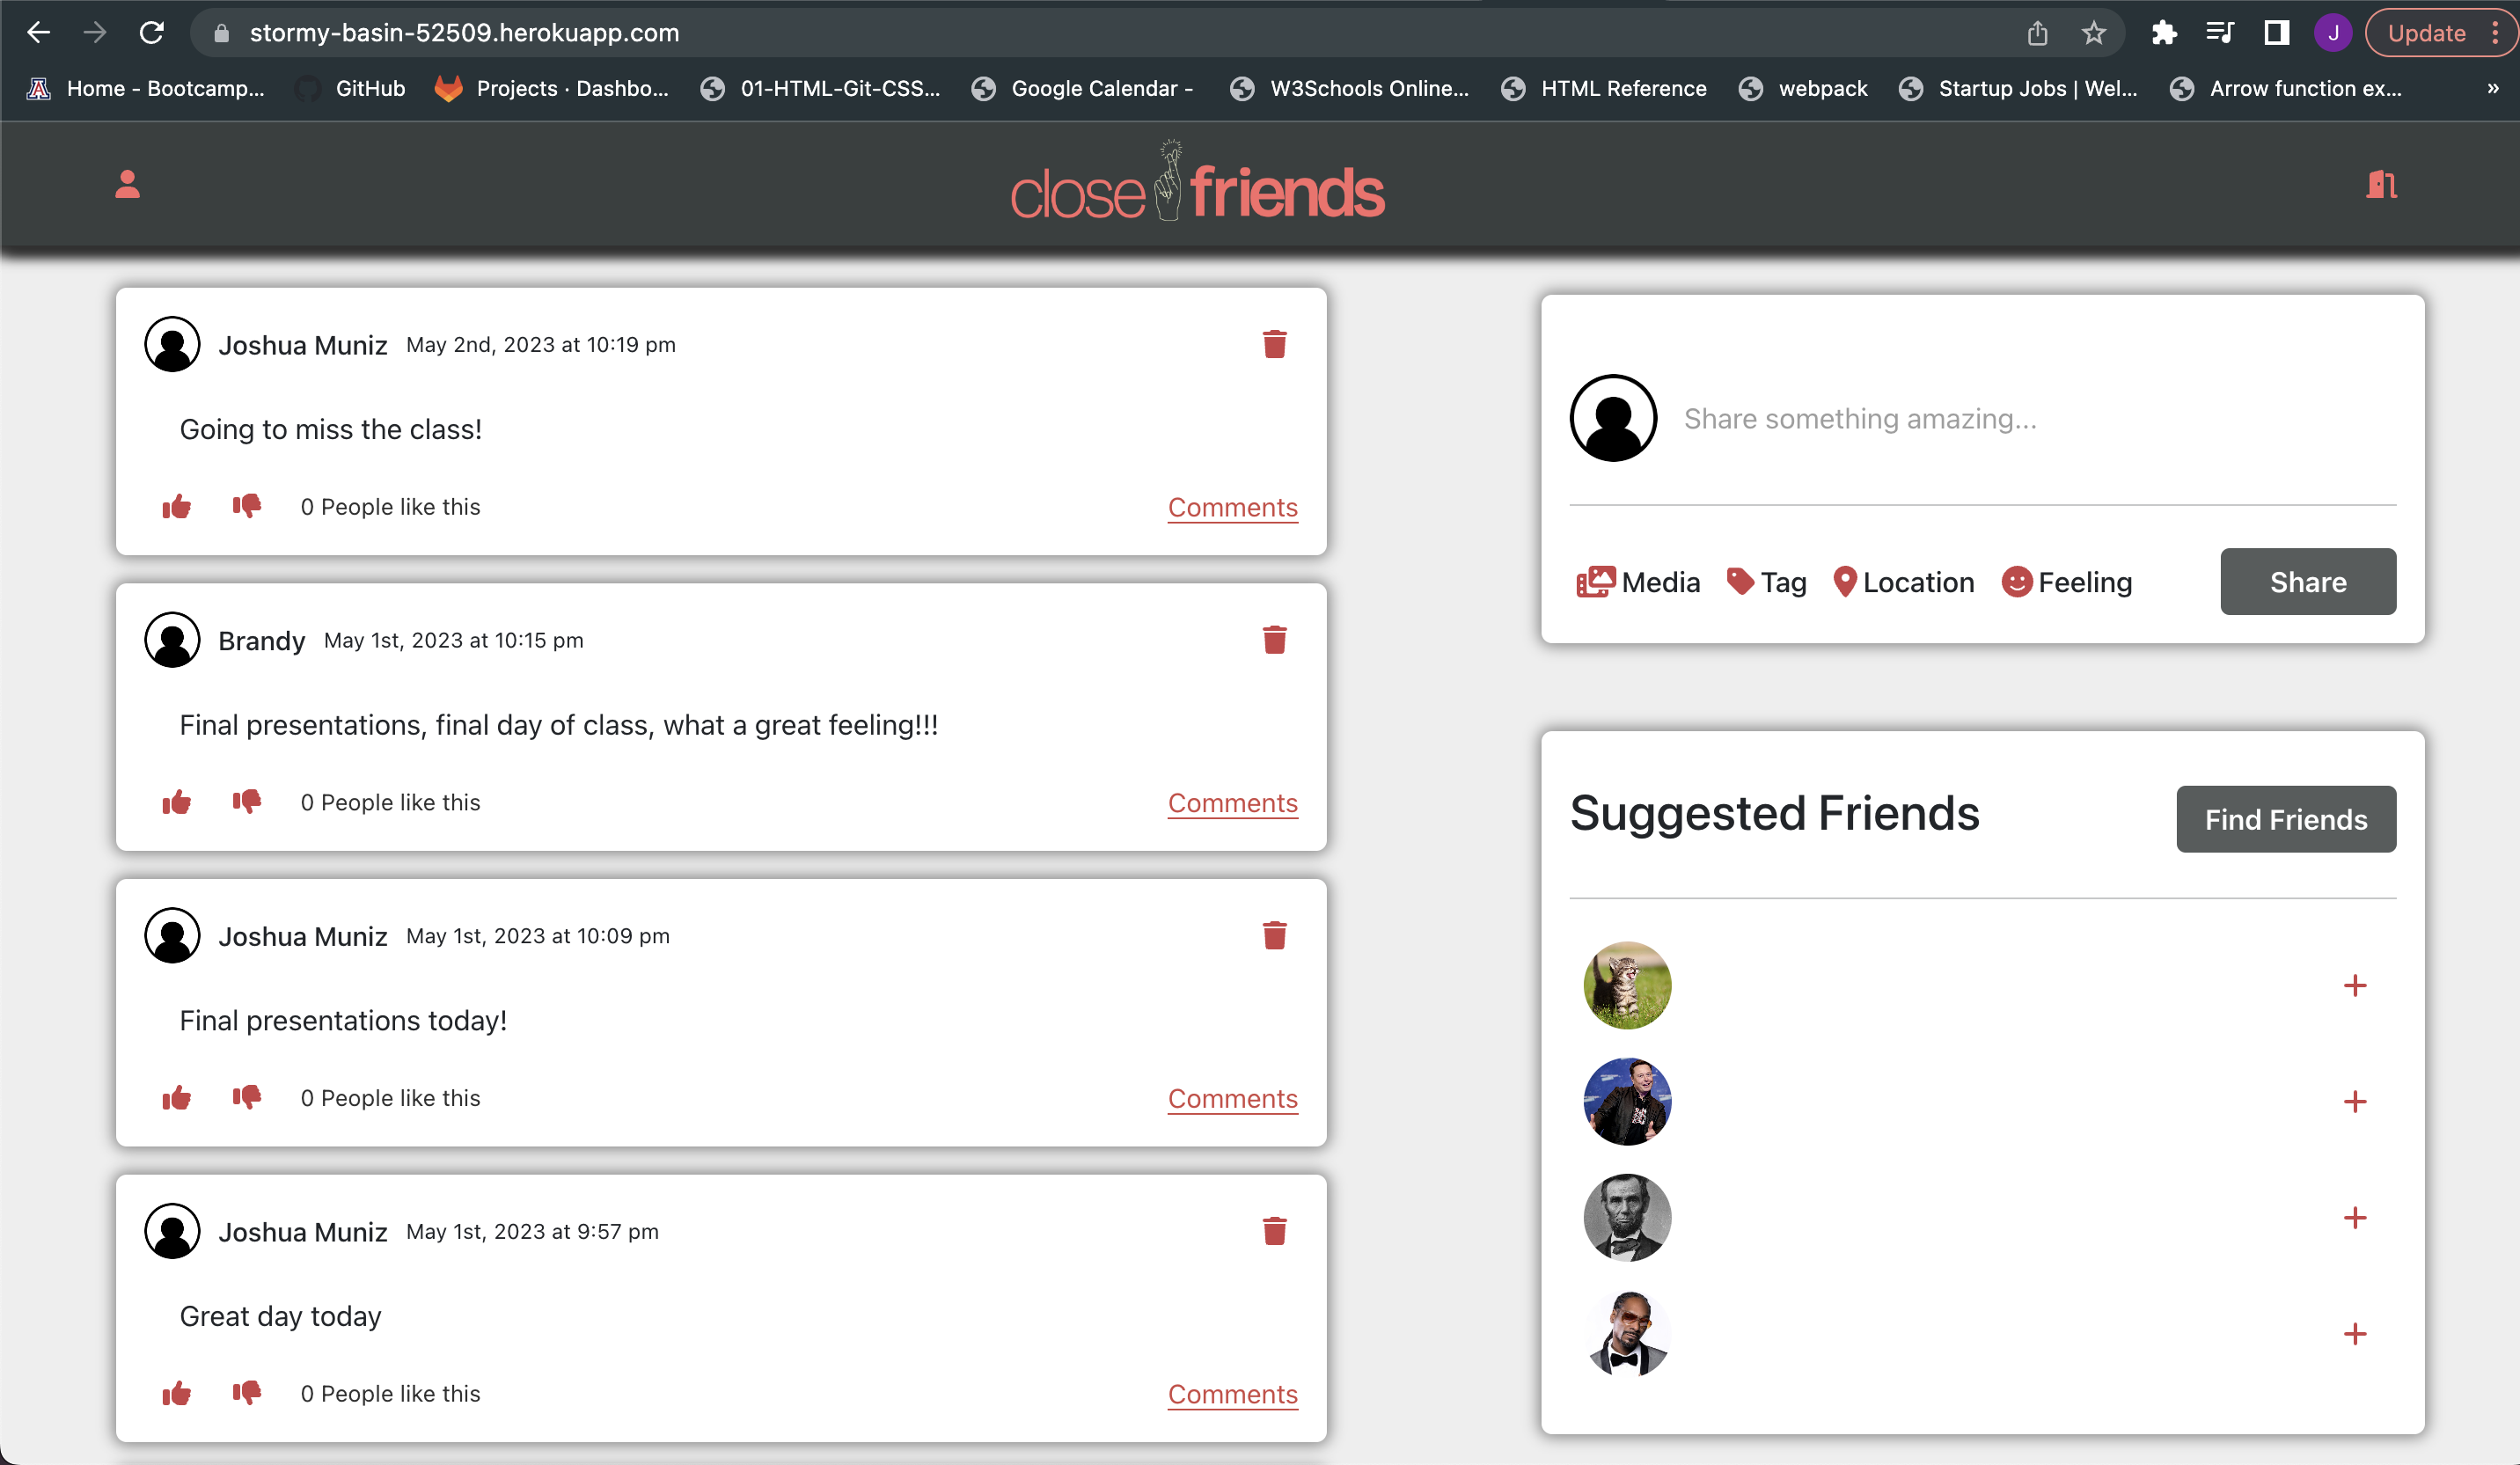 stormy-basin-52509.herokuapp.com
J
Update
Home - Bootcamp...
GitHub
Projects · Dashbo...
01-HTML-Git-CSS...
Google Calendar -
W3Schools Online...
HTML Reference
webpack
Startup Jobs | Wel...
Arrow function ex...
»
close friends
Joshua Muniz May 2nd, 2023 at 10:19 pm
Going to miss the class!
0 People like this
Comments
Brandy May 1st, 2023 at 10:15 pm
Final presentations, final day of class, what a great feeling!!!
0 People like this
Comments
Joshua Muniz May 1st, 2023 at 10:09 pm
Final presentations today!
0 People like this
Comments
Joshua Muniz May 1st, 2023 at 9:57 pm
Great day today
0 People like this
Comments
Share something amazing...
Media
Tag
Location
Feeling
Share
Suggested Friends
Find Friends